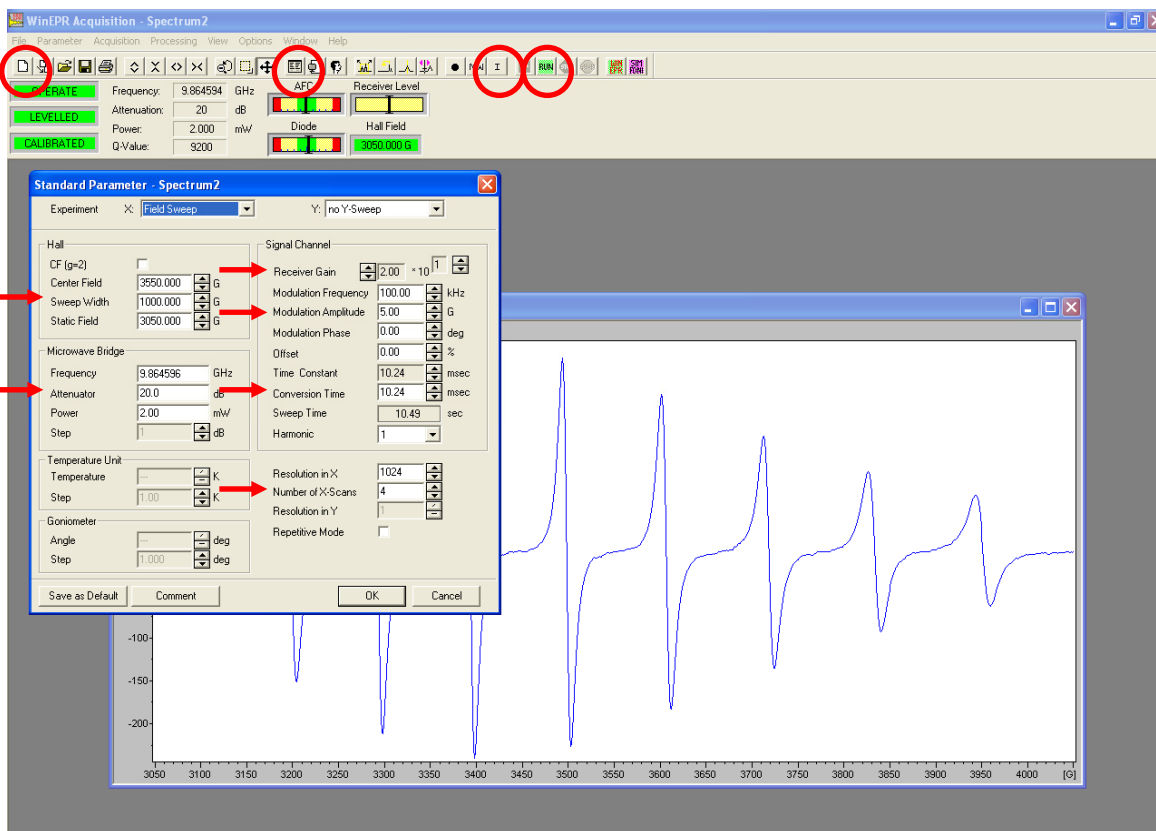 WinEPR Acquisition - Spectrum2
File Parameter Acquisition Processing View Options Window Help
I RUN WIN EPR SIM FONI
OPERATE Frequency: 9.864594 GHz AFC Receiver Level
LEVELLED Attenuation: 20 dB
Power: 2.000 mW Diode Hall Field
CALIBRATED Q-Value: 9200 3050.000 G
Standard Parameter - Spectrum2
Experiment X: Field Sweep Y: no Y-Sweep
Hall Signal Channel
CF (g=2) Receiver Gain 2.00 * 10 1
Center Field 3550.000 G Modulation Frequency 100.00 kHz
Sweep Width 1000.000 G Modulation Amplitude 5.00 G
Static Field 3050.000 G Modulation Phase 0.00 deg
Microwave Bridge Offset 0.00 %
Frequency 9.864596 GHz Time Constant 10.24 msec
Attenuator 20.0 dB Conversion Time 10.24 msec
Power 2.00 mW Sweep Time 10.49 sec
Step 1 dB Harmonic 1
Temperature Unit
Temperature --- K Resolution in X 1024
Step 1.00 K Number of X-Scans 4
Resolution in Y 1
Goniometer
Angle --- deg Repetitive Mode
Step 1.000 deg
Save as Default Comment OK Cancel
-100
-150
-200
3050 3100 3150 3200 3250 3300 3350 3400 3450 3500 3550 3600 3650 3700 3750 3800 3850 3900 3950 4000 [G]